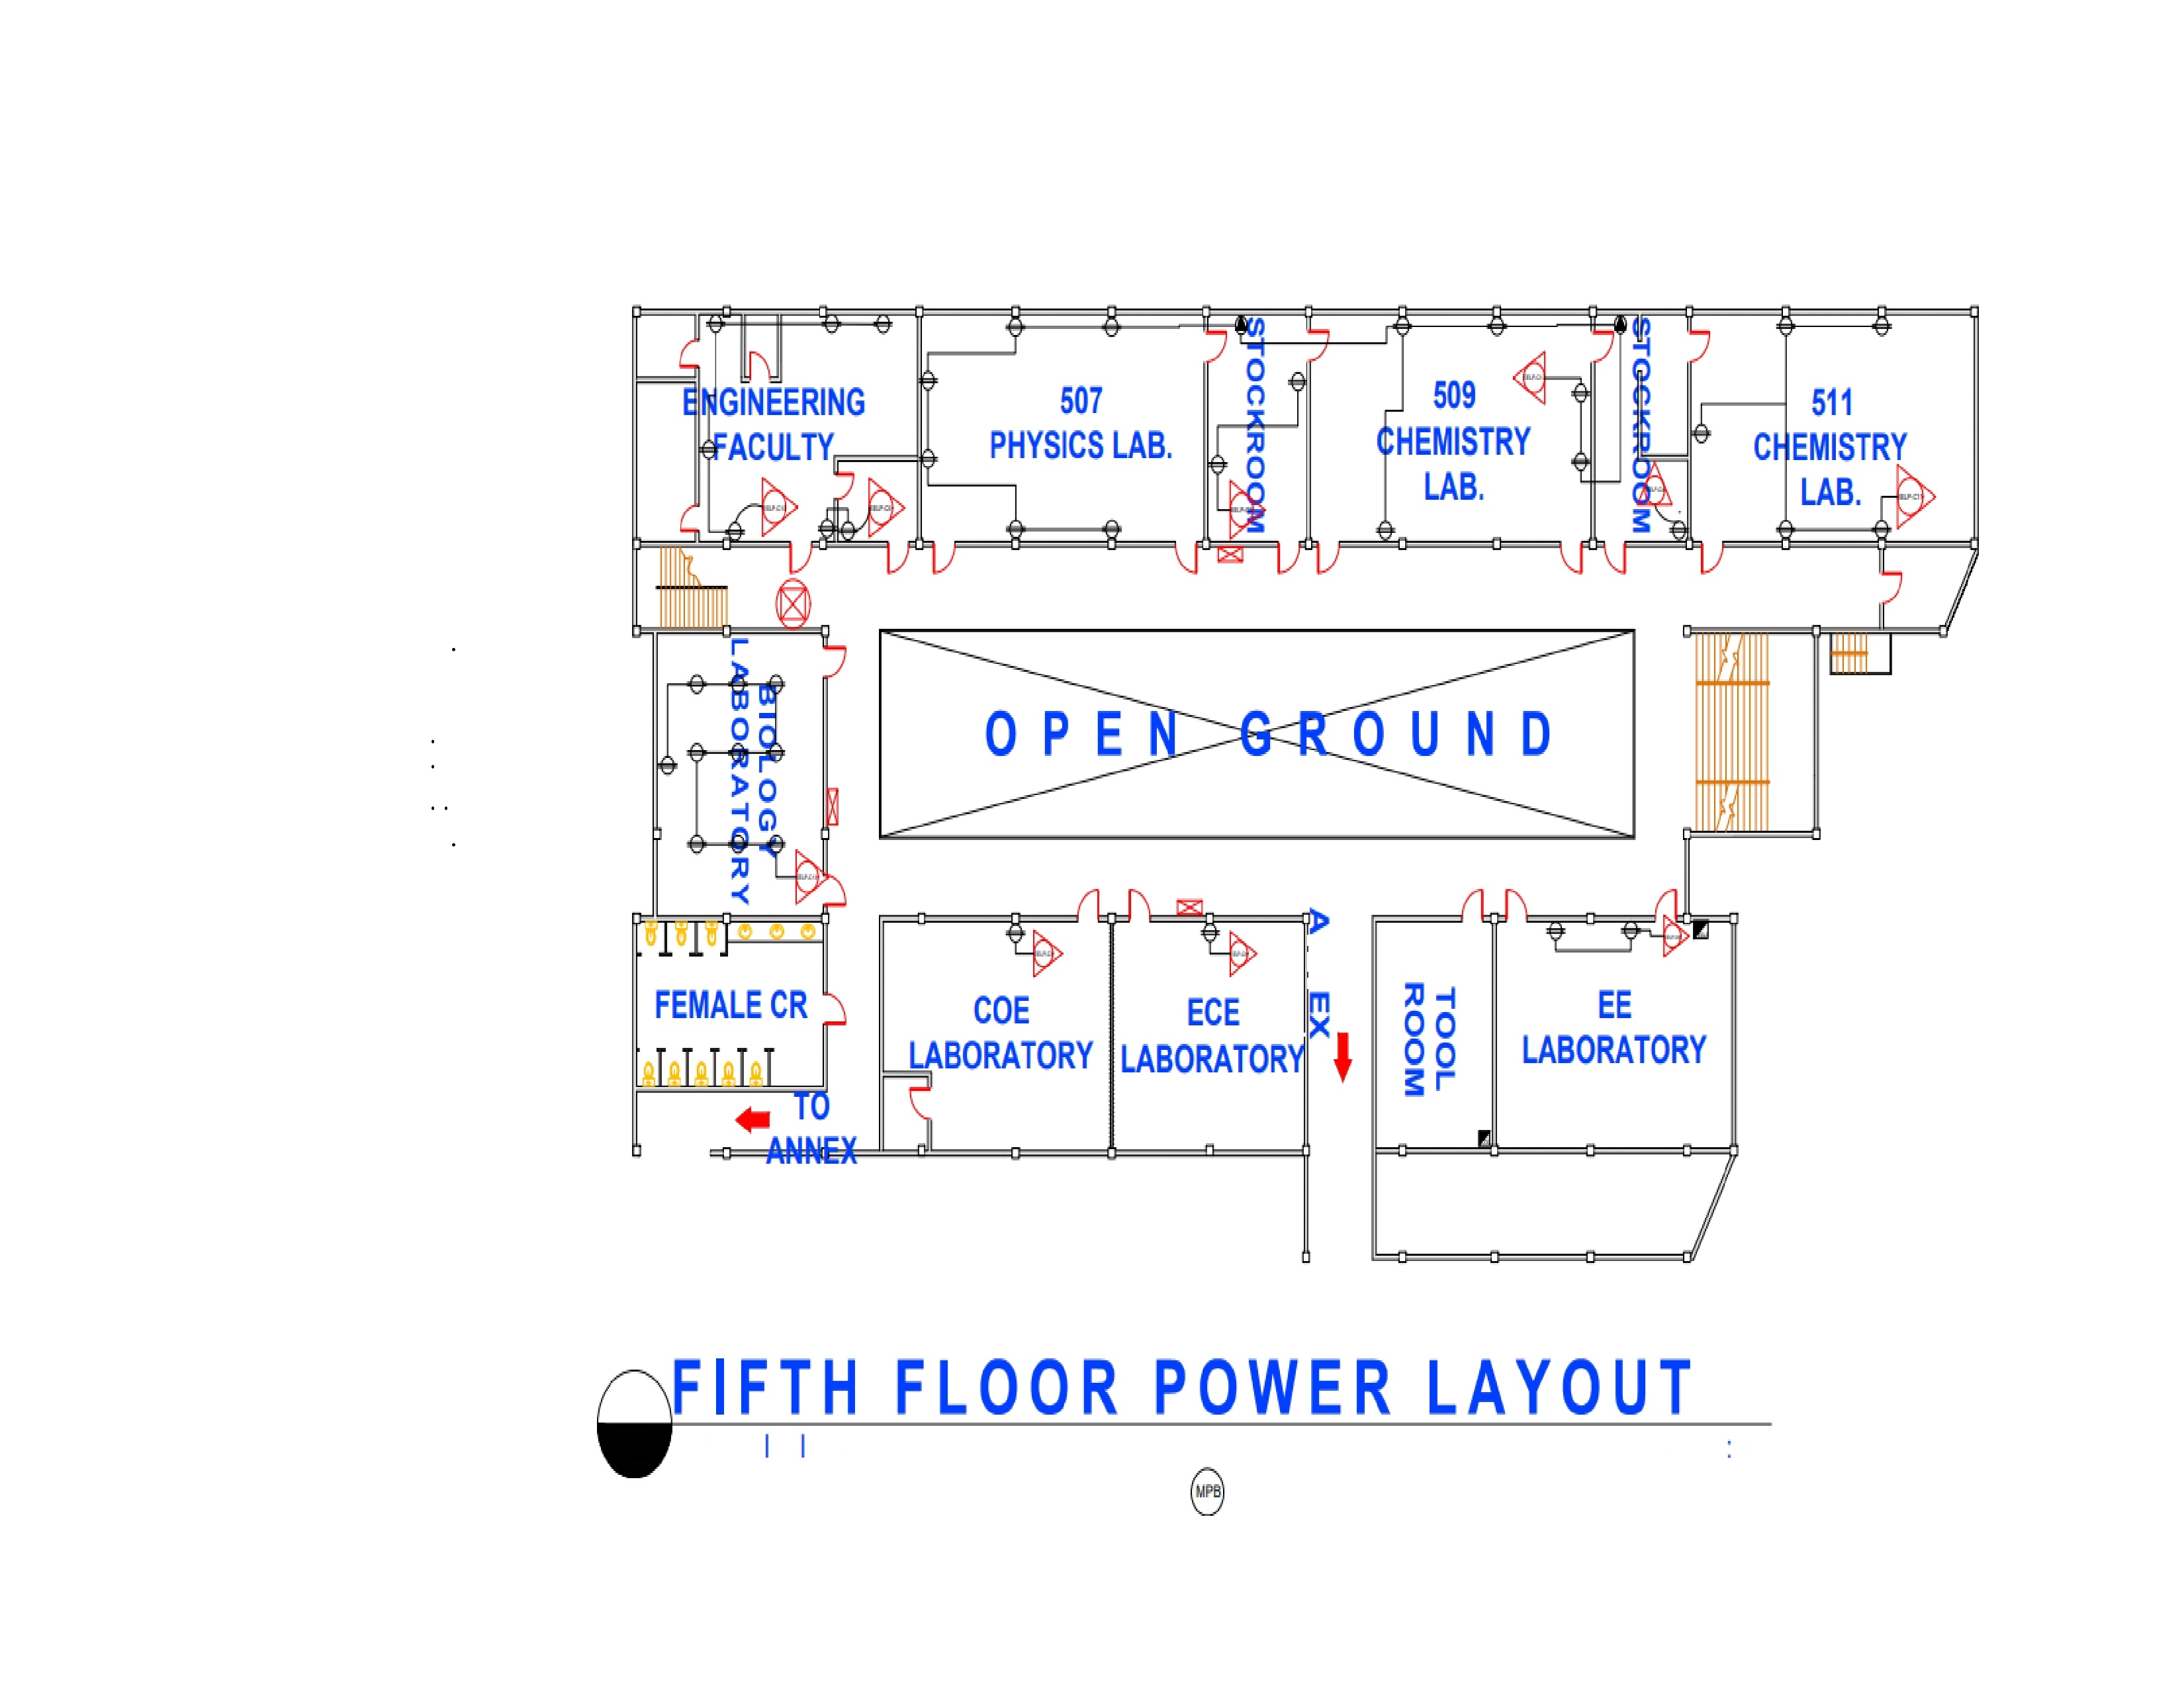 ENGINEERING
FACULTY
507
PHYSICS LAB.
STOCKROOM
509
CHEMISTRY
LAB.
STOCKROOM
511
CHEMISTRY
LAB.
BIOLOGY
LABORATORY
OPEN GROUND
FEMALE CR
TO
ANNEX
COE
LABORATORY
ECE
LABORATORY
A EX
TOOL
ROOM
EE
LABORATORY
FIFTH FLOOR POWER LAYOUT
MPB